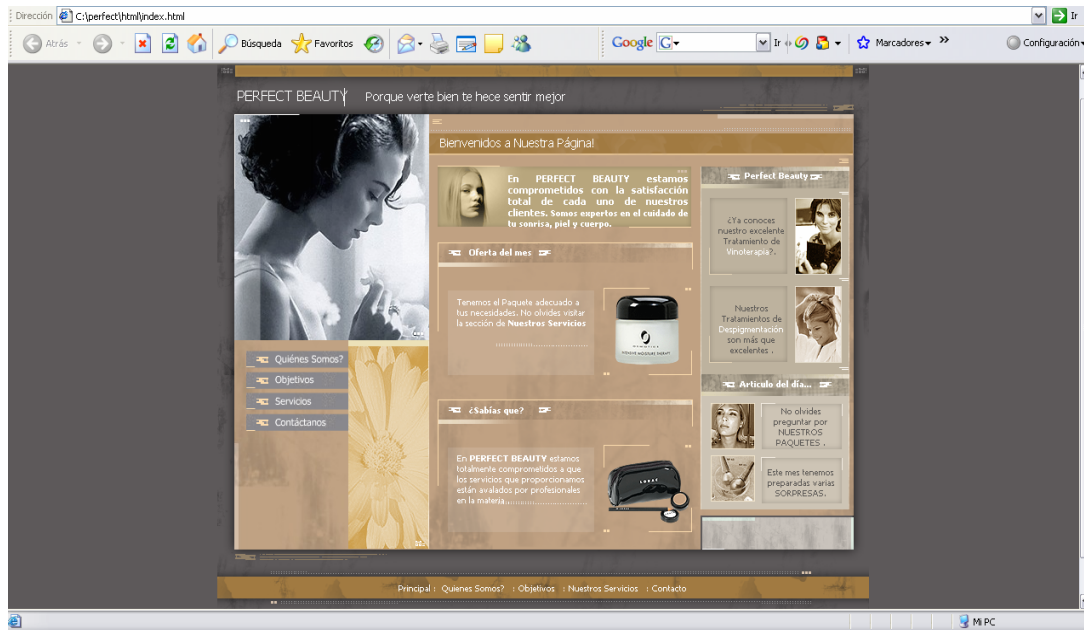 Dirección C:\perfect\html\index.html Ir
Atrás Búsqueda Favoritos Google G Ir Marcadores » Configuración
PERFECT BEAUTY Porque verte bien te hece sentir mejor
Bienvenidos a Nuestra Página!
En PERFECT BEAUTY estamos
comprometidos con la satisfacción
total de cada uno de nuestros
clientes. Somos expertos en el cuidado de
tu sonrisa, piel y cuerpo.
Oferta del mes
Tenemos el Paquete adecuado a
tus necesidades. No olvides visitar
la sección de Nuestros Servicios
INTENSIVE MOISTURE THERAPY
¿Sabías que?
En PERFECT BEAUTY estamos
totalmente comprometidos a que
los servicios que proporcionamos
están avalados por profesionales
en la materia
Perfect Beauty
¿Ya conoces
nuestro excelente
Tratamiento de
Vinoterapia?.
Nuestros
Tratamientos de
Despigmentación
son más que
excelentes .
Articulo del día...
No olvides
preguntar por
NUESTROS
PAQUETES .
Este mes tenemos
preparadas varias
SORPRESAS.
Quiénes Somos?
Objetivos
Servicios
Contáctanos
Principal : Quienes Somos? : Objetivos : Nuestros Servicios : Contacto
Mi PC